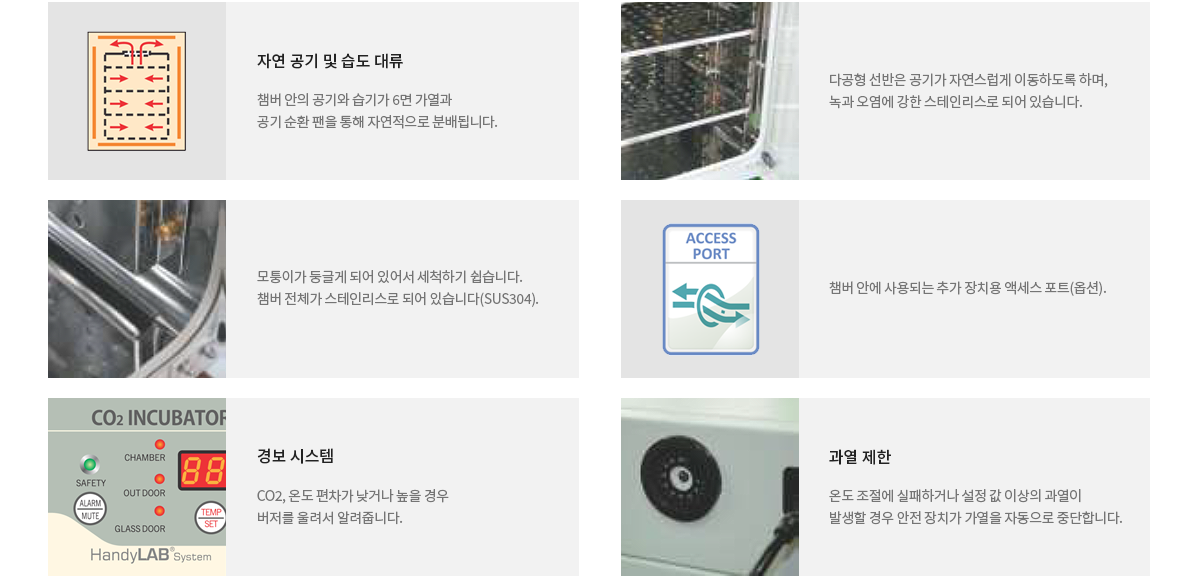 자연 공기 및 습도 대류
챔버 안의 공기와 습기가 6면 가열과
공기 순환 팬을 통해 자연적으로 분배됩니다.
다공형 선반은 공기가 자연스럽게 이동하도록 하며,
녹과 오염에 강한 스테인리스로 되어 있습니다.
모퉁이가 둥글게 되어 있어서 세척하기 쉽습니다.
챔버 전체가 스테인리스로 되어 있습니다(SUS304).
ACCESS
PORT
챔버 안에 사용되는 추가 장치용 액세스 포트(옵션).
CO2 INCUBATOR
CHAMBER
SAFETY
OUT DOOR
ALARM
MUTE
GLASS DOOR
88
TEMP
SET
HandyLAB® System
경보 시스템
CO2, 온도 편차가 낮거나 높을 경우
버저를 울려서 알려줍니다.
과열 제한
온도 조절에 실패하거나 설정 값 이상의 과열이
발생할 경우 안전 장치가 가열을 자동으로 중단합니다.